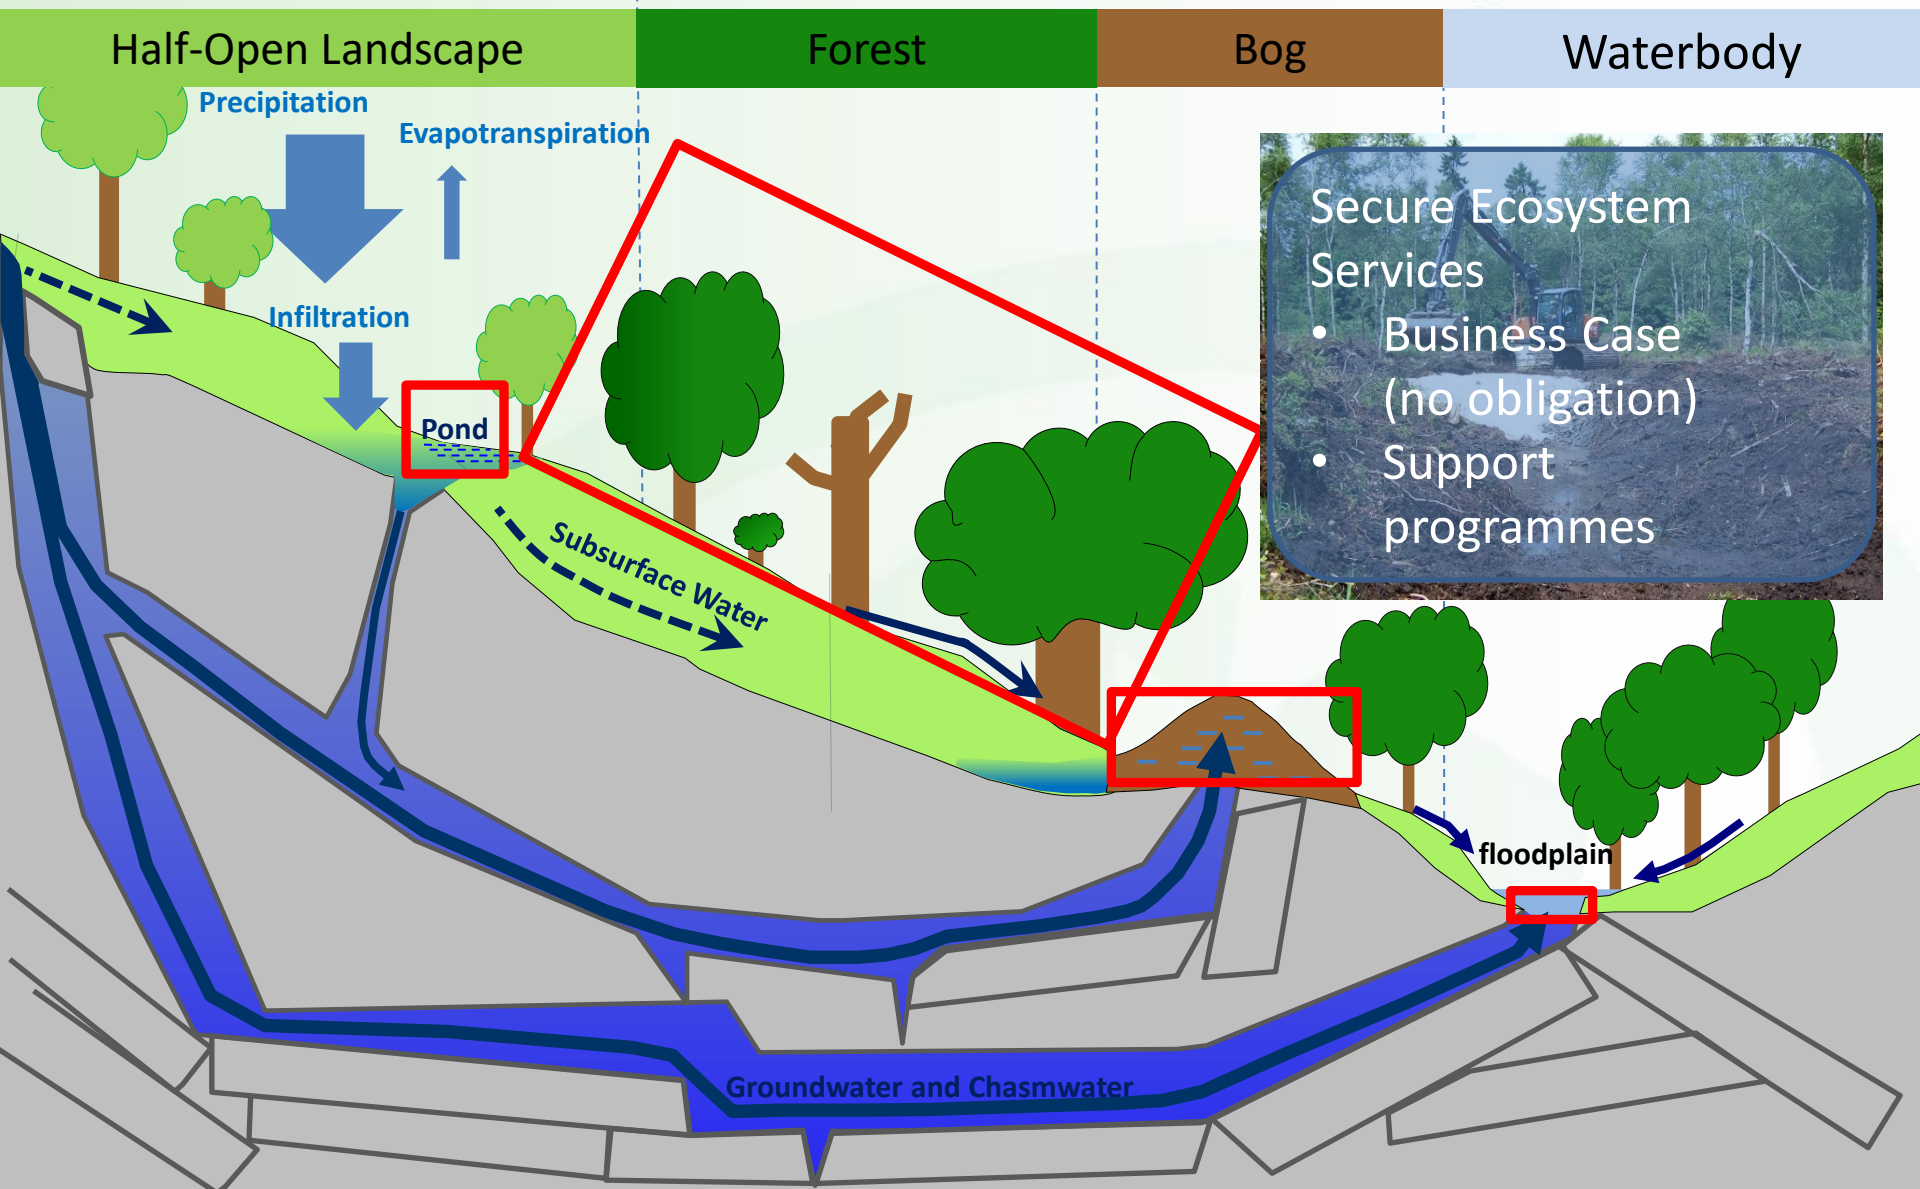 Half-Open Landscape
Forest
Bog
Waterbody
Precipitation
Evapotranspiration
Infiltration
Pond
Subsurface Water
Secure Ecosystem
Services
• Business Case
(no obligation)
• Support
programmes
floodplain
Groundwater and Chasmwater